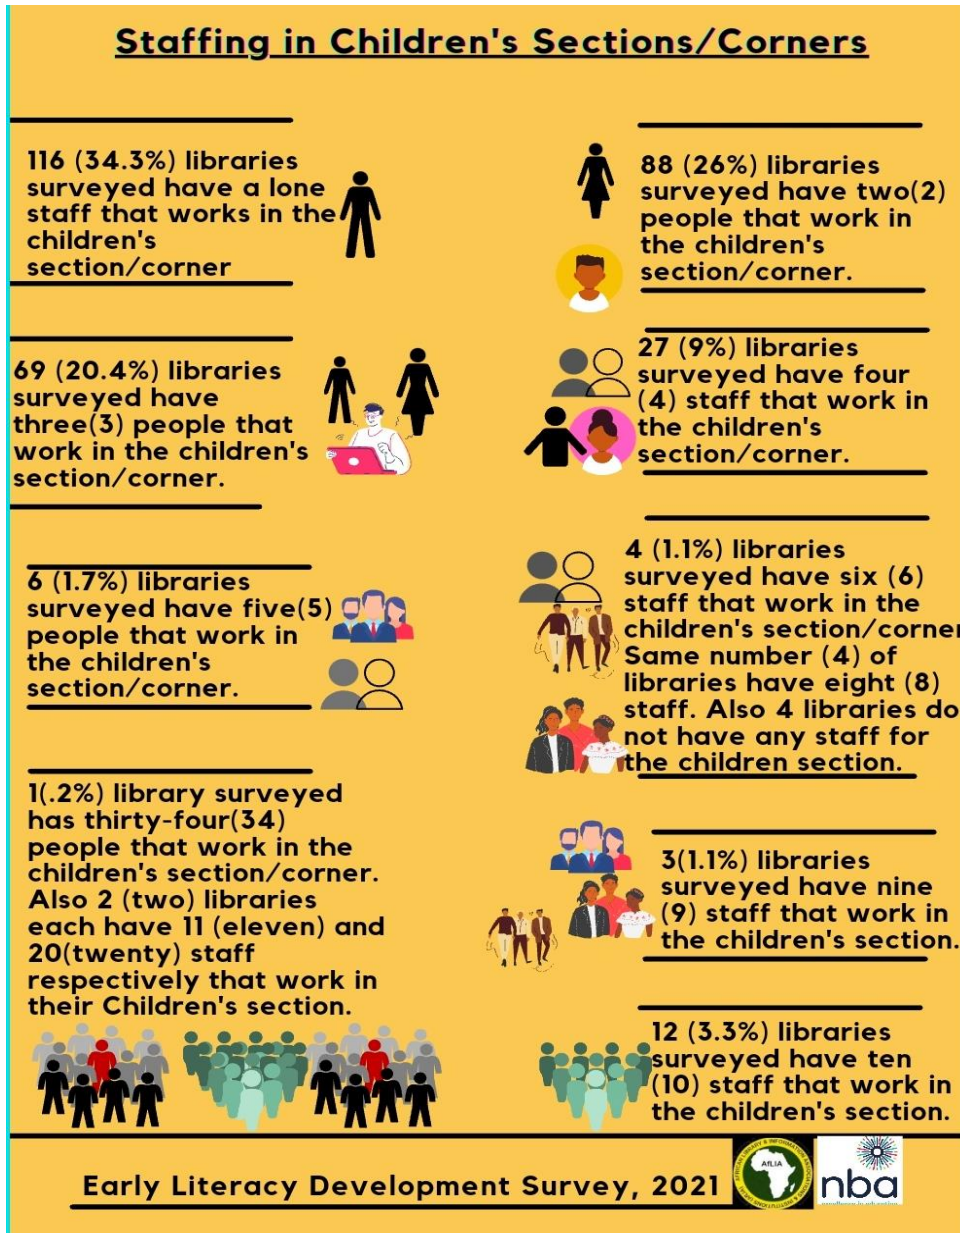 Staffing in Children's Sections/Corners
116 (34.3%) libraries
surveyed have a lone
staff that works in the
children's
section/corner
88 (26%) libraries
surveyed have two(2)
people that work in
the children's
section/corner.
69 (20.4%) libraries
surveyed have
three(3) people that
work in the children's
section/corner.
27 (9%) libraries
surveyed have four
(4) staff that work in
the children's
section/corner.
6 (1.7%) libraries
surveyed have five(5)
people that work in
the children's
section/corner.
4 (1.1%) libraries
surveyed have six (6)
staff that work in the
children's section/corner
Same number (4) of
libraries have eight (8)
staff. Also 4 libraries do
not have any staff for
the children section.
1(.2%) library surveyed
has thirty-four(34)
people that work in the
children's section/corner.
Also 2 (two) libraries
each have 11 (eleven) and
20(twenty) staff
respectively that work in
their Children's section.
3(1.1%) libraries
surveyed have nine
(9) staff that work in
the children's section.
12 (3.3%) libraries
surveyed have ten
(10) staff that work in
the children's section.
Early Literacy Development Survey, 2021
AfLIA
nba
excellence in education